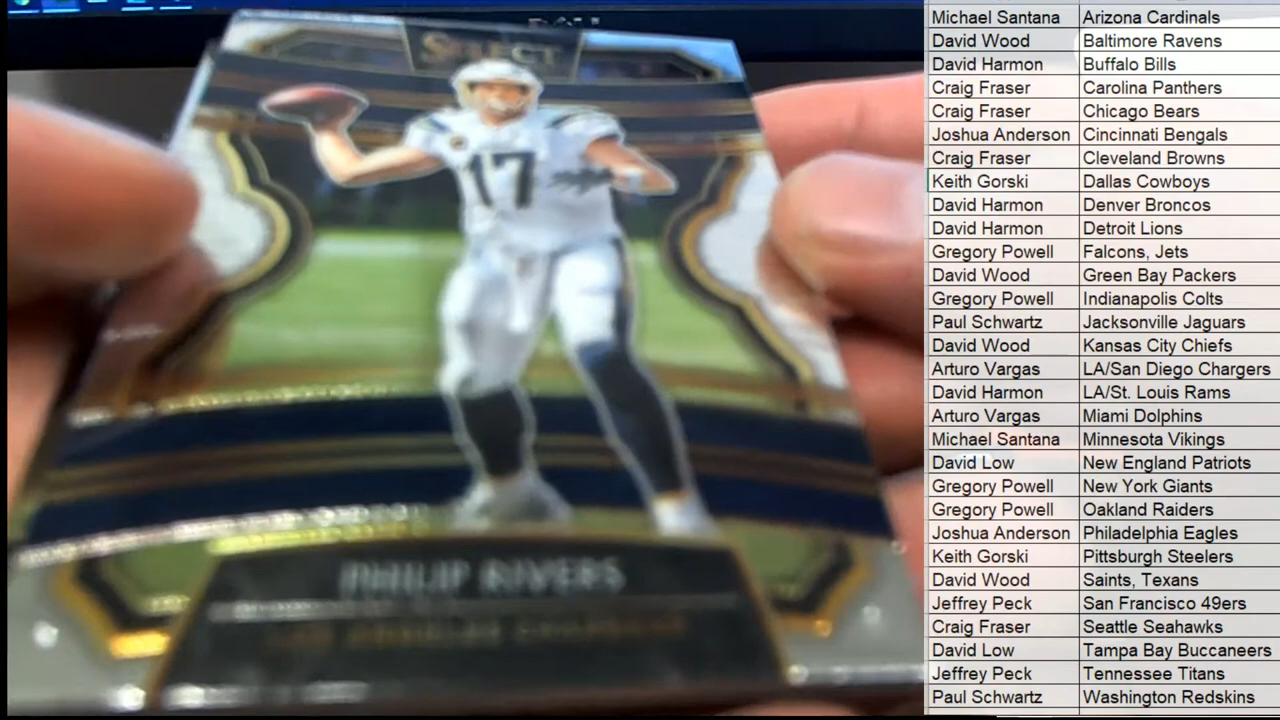 SELECT
17
PHILIP RIVERS
LOS ANGELES CHARGERS
Michael Santana Arizona Cardinals
David Wood Baltimore Ravens
David Harmon Buffalo Bills
Craig Fraser Carolina Panthers
Craig Fraser Chicago Bears
Joshua Anderson Cincinnati Bengals
Craig Fraser Cleveland Browns
Keith Gorski Dallas Cowboys
David Harmon Denver Broncos
David Harmon Detroit Lions
Gregory Powell Falcons, Jets
David Wood Green Bay Packers
Gregory Powell Indianapolis Colts
Paul Schwartz Jacksonville Jaguars
David Wood Kansas City Chiefs
Arturo Vargas LA/San Diego Chargers
David Harmon LA/St. Louis Rams
Arturo Vargas Miami Dolphins
Michael Santana Minnesota Vikings
David Low New England Patriots
Gregory Powell New York Giants
Gregory Powell Oakland Raiders
Joshua Anderson Philadelphia Eagles
Keith Gorski Pittsburgh Steelers
David Wood Saints, Texans
Jeffrey Peck San Francisco 49ers
Craig Fraser Seattle Seahawks
David Low Tampa Bay Buccaneers
Jeffrey Peck Tennessee Titans
Paul Schwartz Washington Redskins